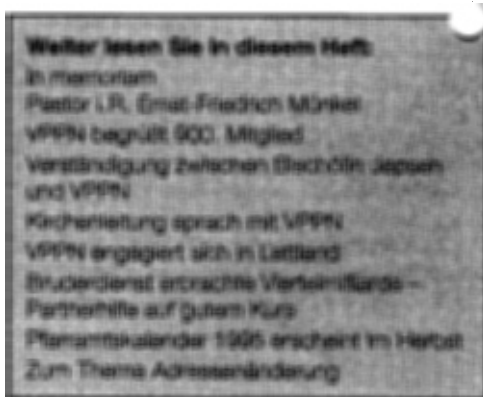 Weiter lesen Sie in diesem Heft:
In memoriam
Pastor i.R. Ernst-Friedrich Münkel
VPPN begrüßt 900. Mitglied
Verständigung zwischen Bischöfin Jepsen
und VPPN
Kirchenleitung sprach mit VPPN
VPPN engagiert sich in Lettland
Bruderdienst erbrachte Viertelmilliarde –
Partnerhilfe auf gutem Kurs
Pfarramtskalender 1995 erscheint im Herbst
Zum Thema Adressenänderung